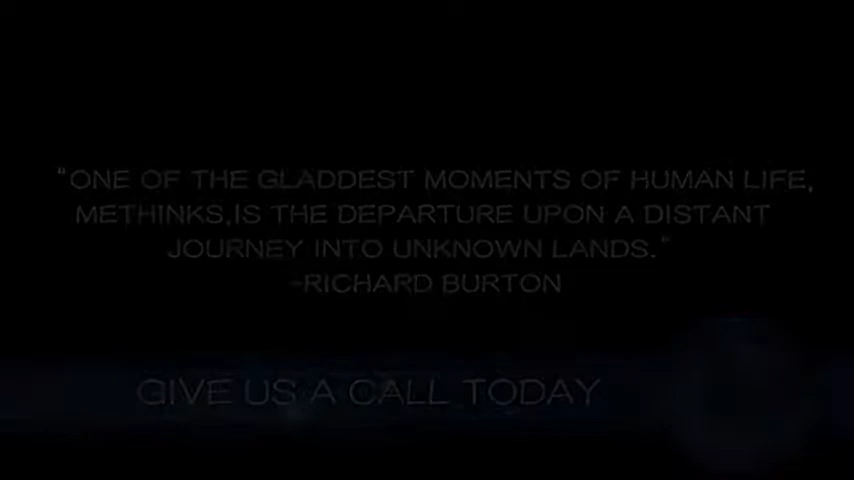 "ONE OF THE GLADDEST MOMENTS OF HUMAN LIFE,
METHINKS,IS THE DEPARTURE UPON A DISTANT
JOURNEY INTO UNKNOWN LANDS."
-RICHARD BURTON
GIVE US A CALL TODAY